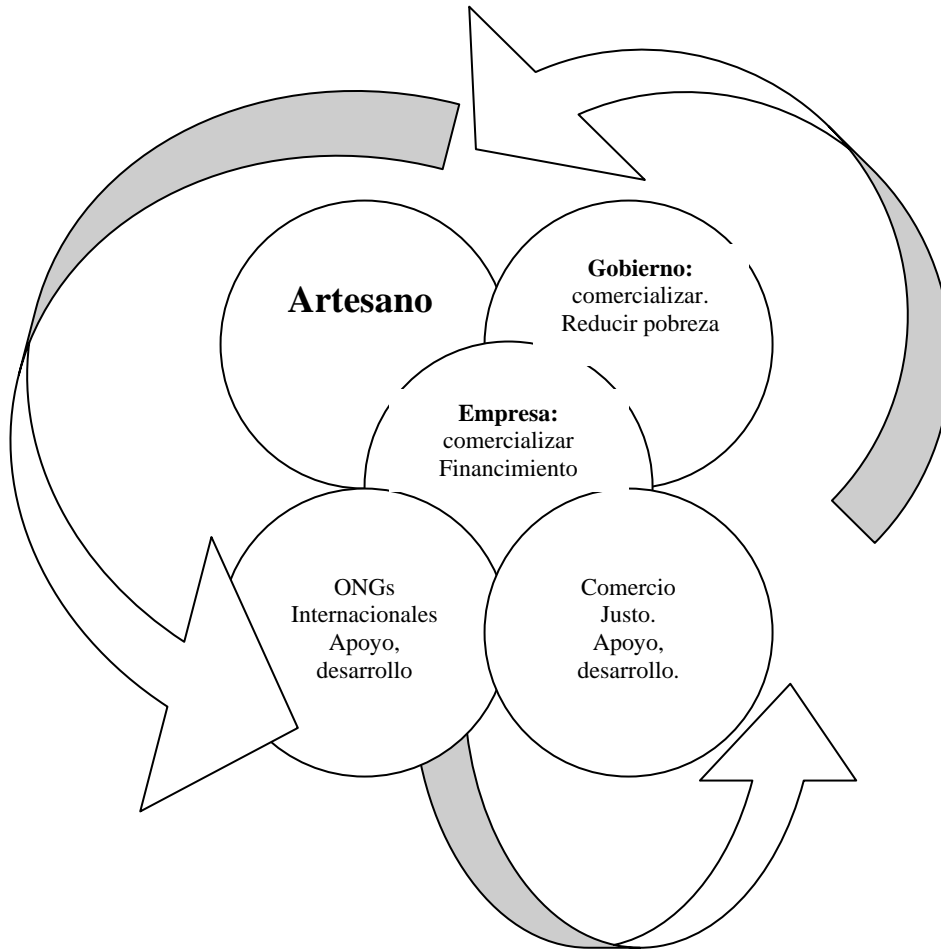 Artesano
Gobierno:
comercializar.
Reducir pobreza
Empresa:
comercializar
Financimiento
ONGs
Internacionales
Apoyo,
desarrollo
Comercio
Justo.
Apoyo,
desarrollo.